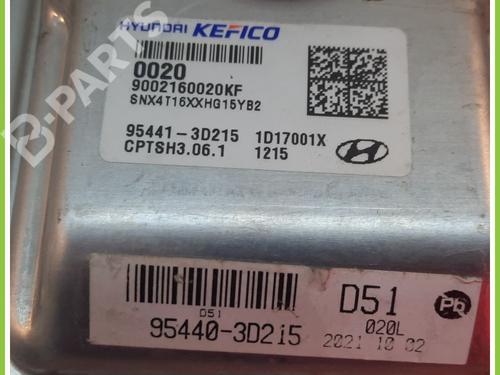 HYUNDAI KEFICO
0020
9002160020KF
SNX4T16XXHG15YB2
95441-3D215 1D17001X
CPTSH3.06.1 1215
D51
95440-3D215
D51
020L
2021 10 02
Pb
B-PARTS